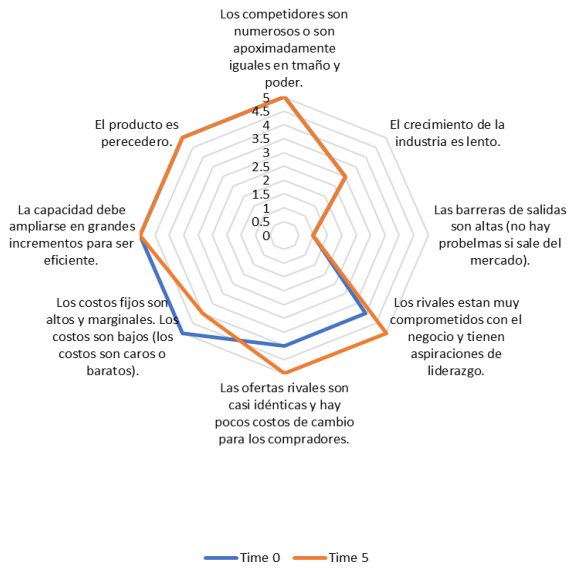 Los competidores son
numerosos o son
apoximadamente
iguales en tmaño y
poder.
5
4.5
4
3.5
3
2.5
2
1.5
1
0.5
0
El crecimiento de la
industria es lento.
Las barreras de salidas
son altas (no hay
probelmas si sale del
mercado).
Los rivales estan muy
comprometidos con el
negocio y tienen
aspiraciones de
liderazgo.
Las ofertas rivales son
casi idénticas y hay
pocos costos de cambio
para los compradores.
Los costos fijos son
altos y marginales. Los
costos son bajos (los
costos son caros o
baratos).
La capacidad debe
ampliarse en grandes
incrementos para ser
eficiente.
El producto es
perecedero.
Time 0
Time 5